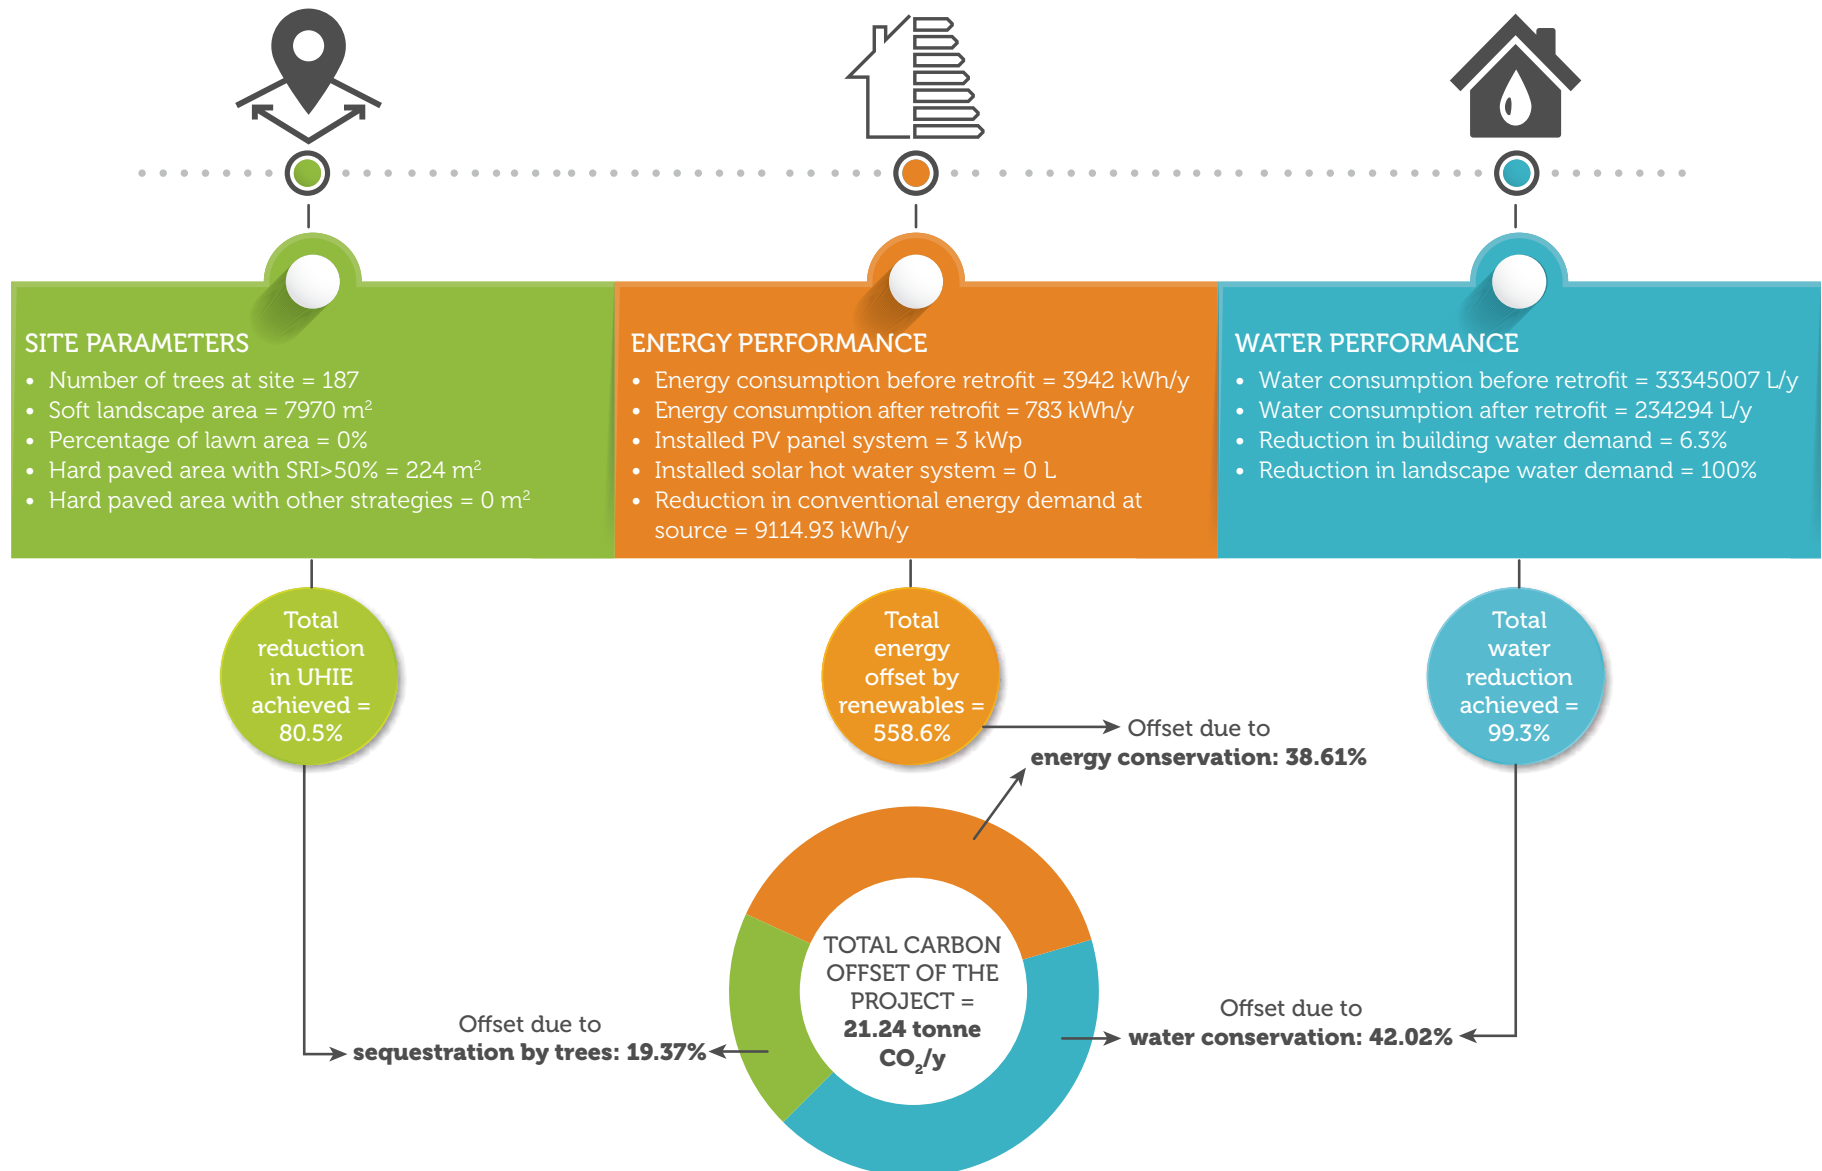 SITE PARAMETERS
• Number of trees at site = 187
• Soft landscape area = 7970 m²
• Percentage of lawn area = 0%
• Hard paved area with SRI>50% = 224 m²
• Hard paved area with other strategies = 0 m²
ENERGY PERFORMANCE
• Energy consumption before retrofit = 3942 kWh/y
• Energy consumption after retrofit = 783 kWh/y
• Installed PV panel system = 3 kWp
• Installed solar hot water system = 0 L
• Reduction in conventional energy demand at
source = 9114.93 kWh/y
WATER PERFORMANCE
• Water consumption before retrofit = 33345007 L/y
• Water consumption after retrofit = 234294 L/y
• Reduction in building water demand = 6.3%
• Reduction in landscape water demand = 100%
Total
reduction
in UHIE
achieved =
80.5%
Total
energy
offset by
renewables =
558.6%
Total
water
reduction
achieved =
99.3%
Offset due to
energy conservation: 38.61%
TOTAL CARBON
OFFSET OF THE
PROJECT =
21.24 tonne
CO₂/y
Offset due to
sequestration by trees: 19.37%
Offset due to
water conservation: 42.02%